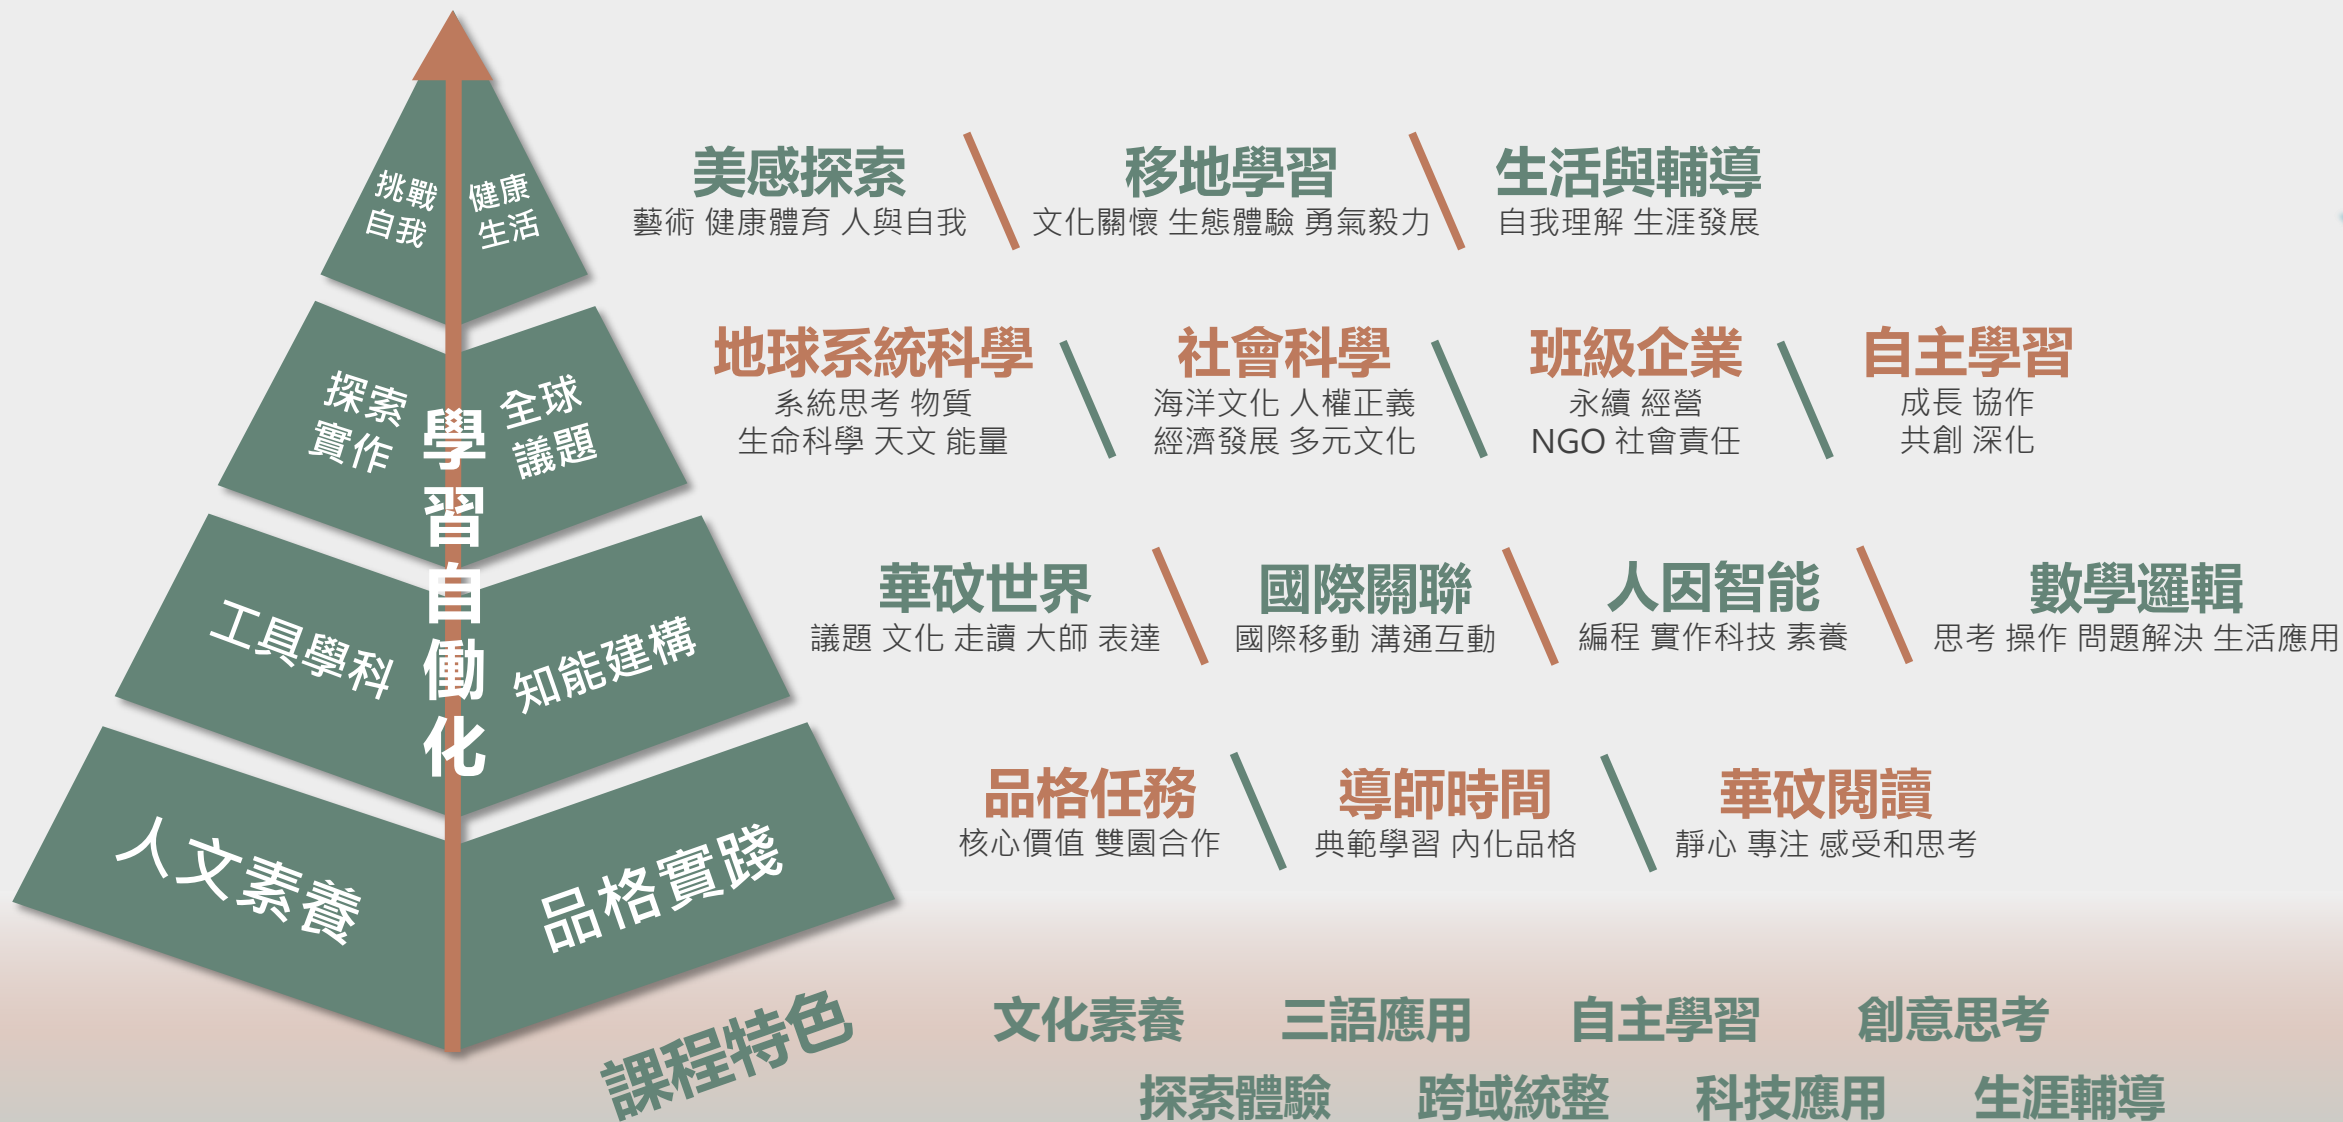 挑戰
自我
健康
生活
探索
實作
全球
議題
工具學科
知能建構
人文素養
品格實踐
學習自働化
美感探索
藝術 健康體育 人與自我
移地學習
文化關懷 生態體驗 勇氣毅力
生活與輔導
自我理解 生涯發展
地球系統科學
系統思考 物質
生命科學 天文 能量
社會科學
海洋文化 人權正義
經濟發展 多元文化
班級企業
永續 經營
NGO 社會責任
自主學習
成長 協作
共創 深化
華砇世界
議題 文化 走讀 大師 表達
國際關聯
國際移動 溝通互動
人因智能
編程 實作科技 素養
數學邏輯
思考 操作 問題解決 生活應用
品格任務
核心價值 雙園合作
導師時間
典範學習 內化品格
華砇閱讀
靜心 專注 感受和思考
課程特色
文化素養 三語應用 自主學習 創意思考
探索體驗 跨域統整 科技應用 生涯輔導